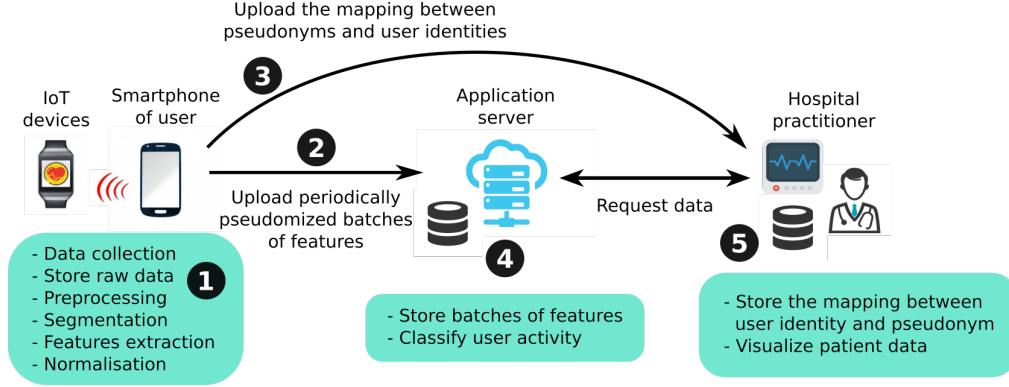 Upload the mapping between
pseudonyms and user identities
3
IoT
devices
Smartphone
of user
Application
server
Hospital
practitioner
2
Upload periodically
pseudomized batches
of features
Request data
1
- Data collection
- Store raw data
- Preprocessing
- Segmentation
- Features extraction
- Normalisation
4
- Store batches of features
- Classify user activity
5
- Store the mapping between
user identity and pseudonym
- Visualize patient data